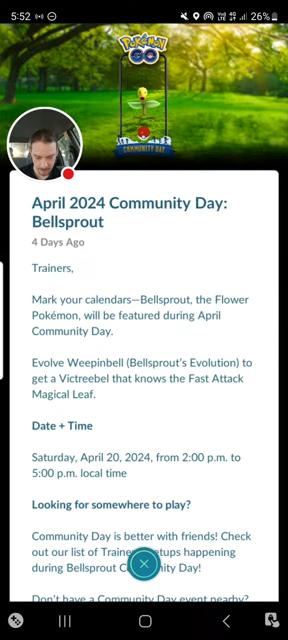 5:52
26%
POKÉMON
GO
COMMUNITY DAY
April 2024 Community Day:
Bellsprout
4 Days Ago
Trainers,
Mark your calendars—Bellsprout, the Flower
Pokémon, will be featured during April
Community Day.
Evolve Weepinbell (Bellsprout's Evolution) to
get a Victreebel that knows the Fast Attack
Magical Leaf.
Date + Time
Saturday, April 20, 2024, from 2:00 p.m. to
5:00 p.m. local time
Looking for somewhere to play?
Community Day is better with friends! Check
out our list of Trainer etups happening
during Bellsprout C ity Day!
Don't have a Community Day event nearby?